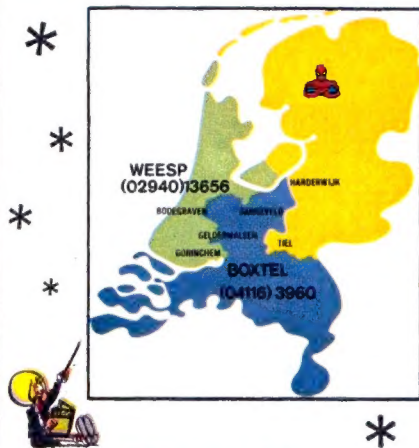 WEESP
(02940)13656
HARDERWIJK
BODEGRAVEN
BARNEVELD
GELDERMALSEN
TIEL
GORINCHEM
BOXTEL
(04116) 3960